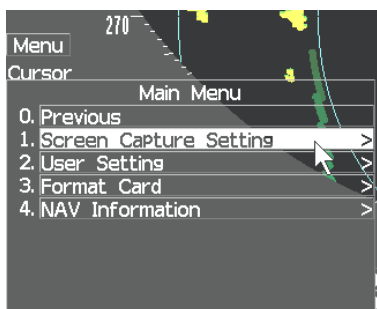 270
Menu
Cursor
Main Menu
0. Previous
1. Screen Capture Setting >
2. User Setting >
3. Format Card >
4. NAV Information >